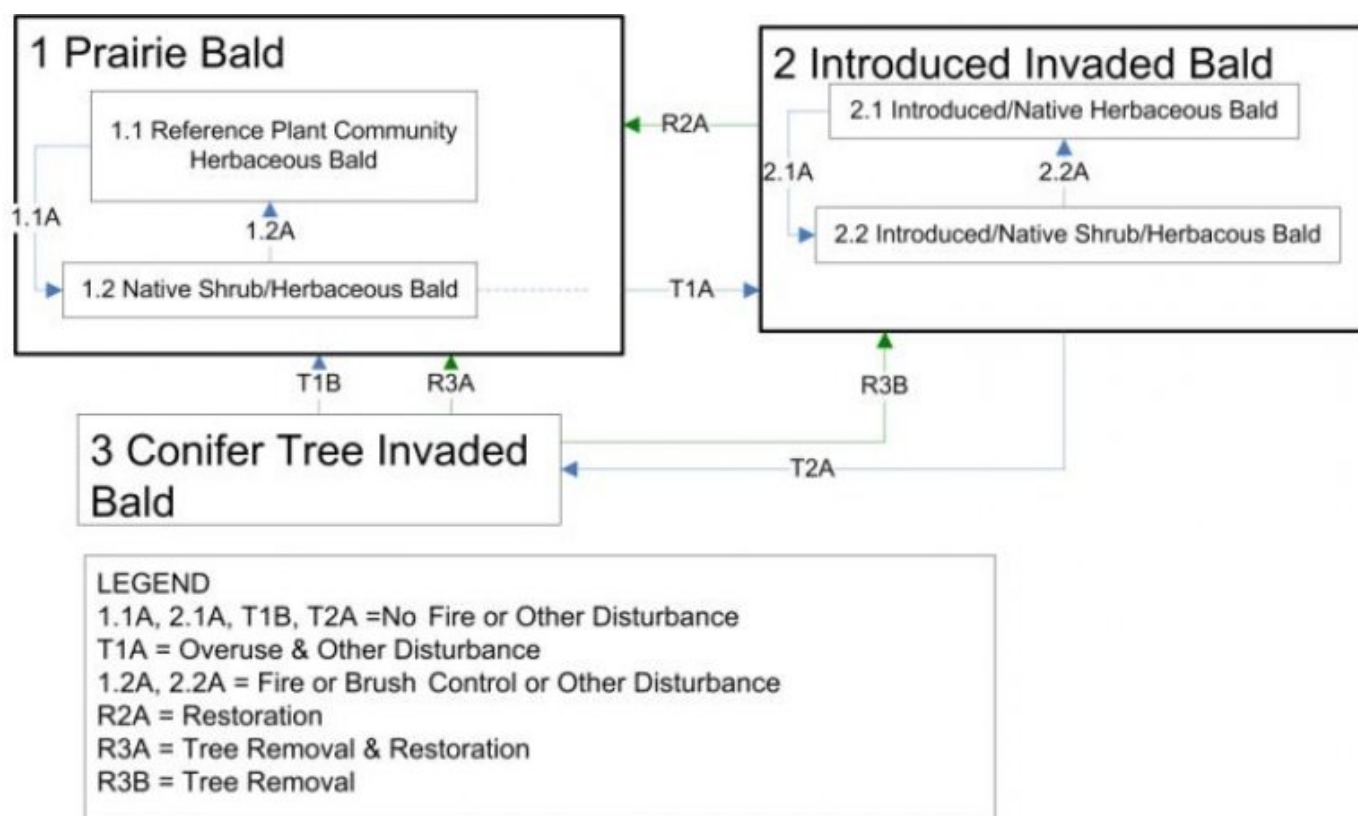 1 Prairie Bald
1.1 Reference Plant Community
Herbaceous Bald
1.1A
1.2A
1.2 Native Shrub/Herbaceous Bald
R2A
T1A
2 Introduced Invaded Bald
2.1 Introduced/Native Herbaceous Bald
2.1A
2.2A
2.2 Introduced/Native Shrub/Herbacous Bald
T1B
R3A
R3B
3 Conifer Tree Invaded
Bald
T2A
LEGEND
1.1A, 2.1A, T1B, T2A =No Fire or Other Disturbance
T1A = Overuse & Other Disturbance
1.2A, 2.2A = Fire or Brush Control or Other Disturbance
R2A = Restoration
R3A = Tree Removal & Restoration
R3B = Tree Removal